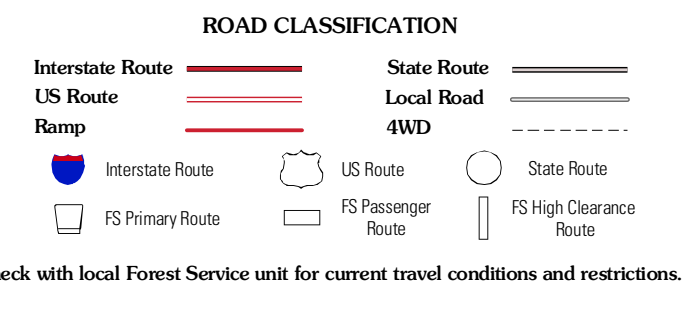 ROAD CLASSIFICATION
Interstate Route State Route
US Route Local Road
Ramp 4WD
Interstate Route US Route State Route
FS Primary Route FS Passenger Route FS High Clearance Route
with local Forest Service unit for current travel conditions and restrictions.